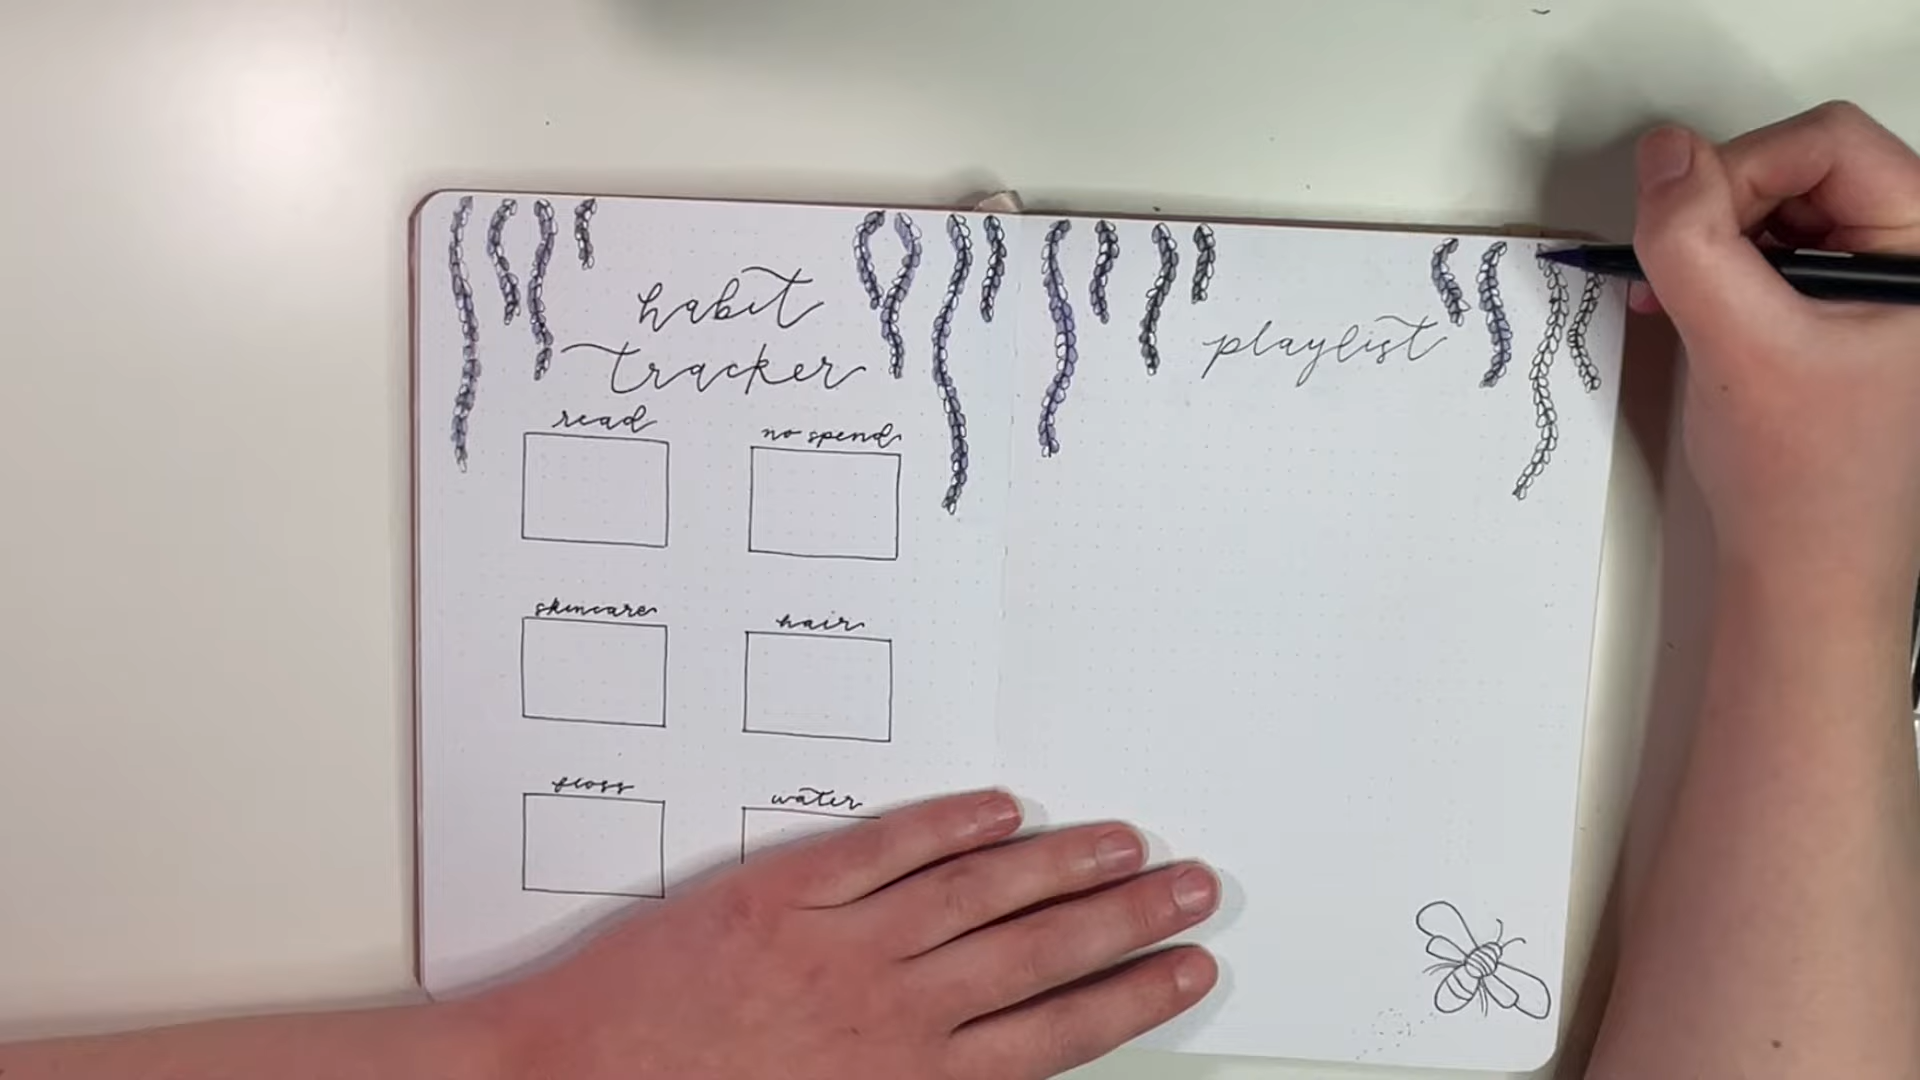 habit
tracker
read
no spend
skincare
hair
floss
water
playlist